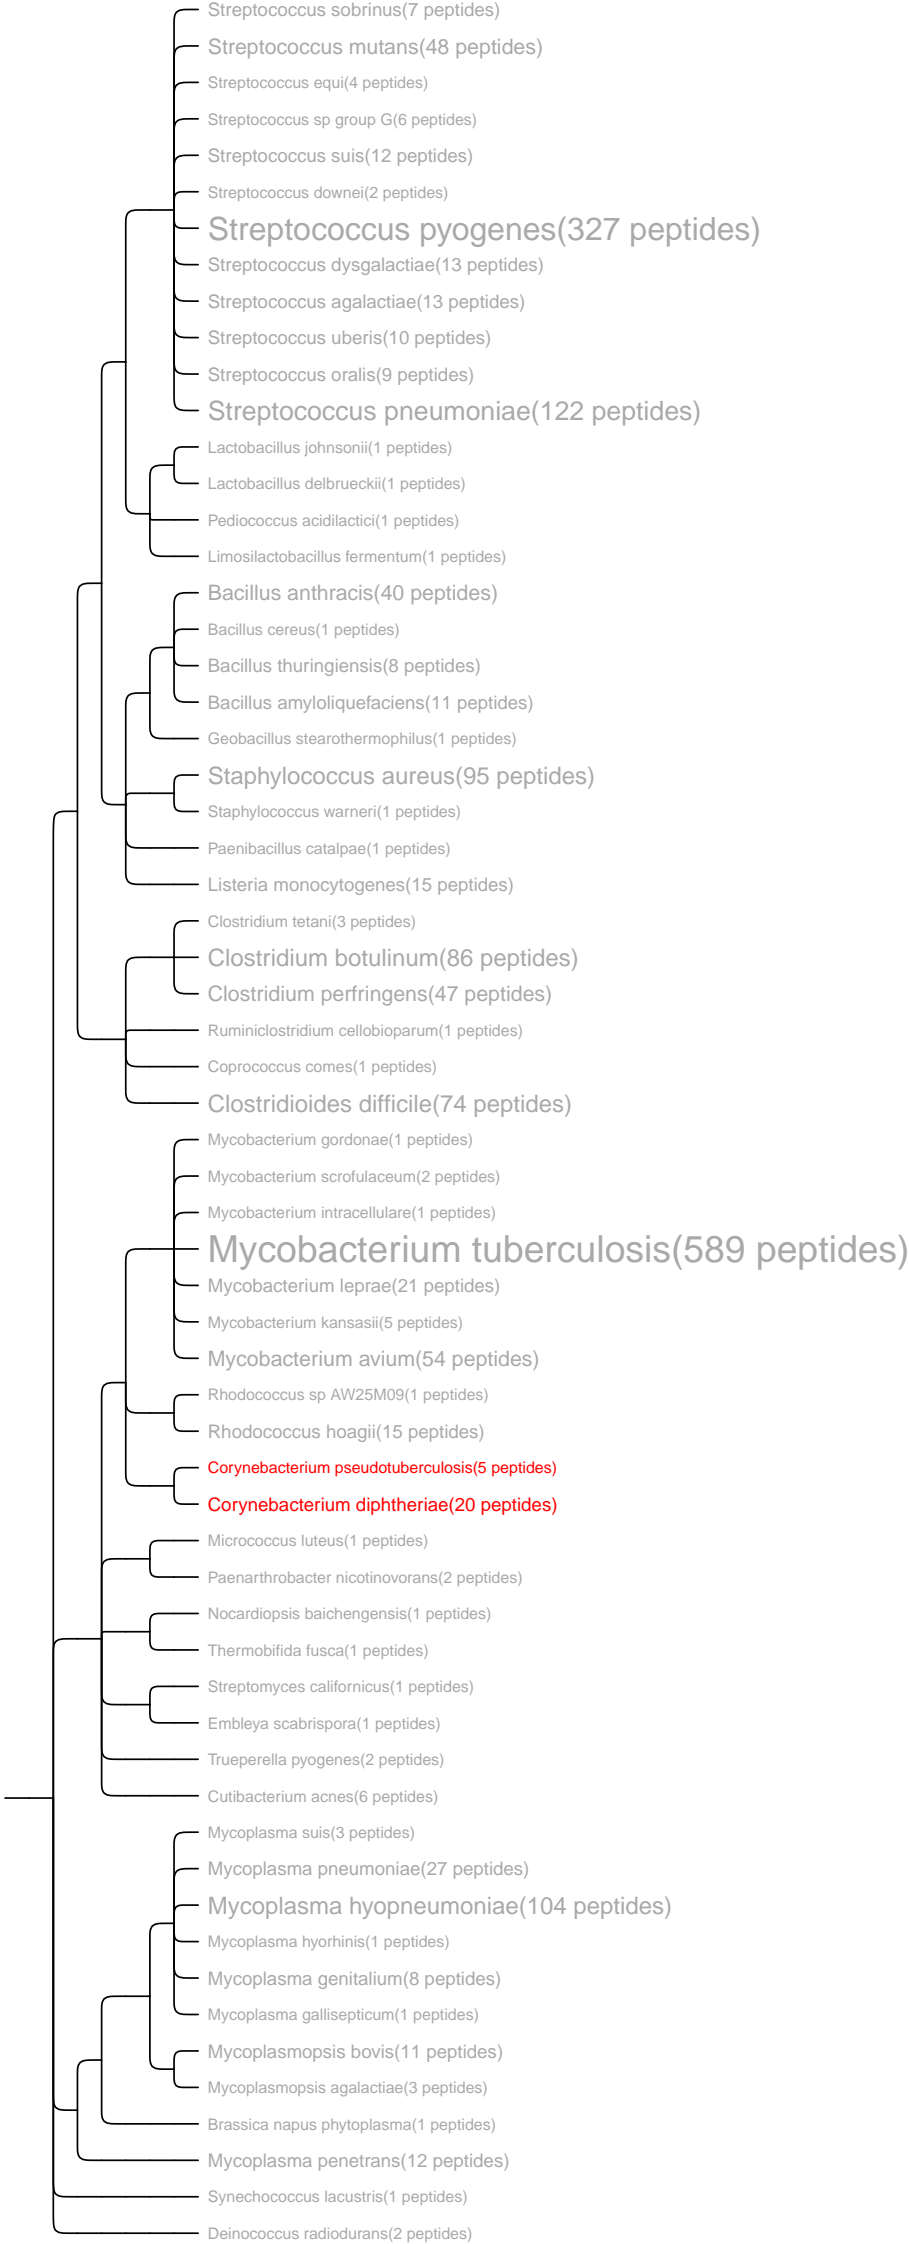 Streptococcus sobrinus(7 peptides)
Streptococcus mutans(48 peptides)
Streptococcus equi(4 peptides)
Streptococcus sp group G(6 peptides)
Streptococcus suis(12 peptides)
Streptococcus downei(2 peptides)
Streptococcus pyogenes(327 peptides)
Streptococcus dysgalactiae(13 peptides)
Streptococcus agalactiae(13 peptides)
Streptococcus uberis(10 peptides)
Streptococcus oralis(9 peptides)
Streptococcus pneumoniae(122 peptides)
Lactobacillus johnsonii(1 peptides)
Lactobacillus delbrueckii(1 peptides)
Pediococcus acidilactici(1 peptides)
Limosilactobacillus fermentum(1 peptides)
Bacillus anthracis(40 peptides)
Bacillus cereus(1 peptides)
Bacillus thuringiensis(8 peptides)
Bacillus amyloliquefaciens(11 peptides)
Geobacillus stearothermophilus(1 peptides)
Staphylococcus aureus(95 peptides)
Staphylococcus warneri(1 peptides)
Paenibacillus catalpae(1 peptides)
Listeria monocytogenes(15 peptides)
Clostridium tetani(3 peptides)
Clostridium botulinum(86 peptides)
Clostridium perfringens(47 peptides)
Ruminiclostridium cellobioparum(1 peptides)
Coprococcus comes(1 peptides)
Clostridioides difficile(74 peptides)
Mycobacterium gordonae(1 peptides)
Mycobacterium scrofulaceum(2 peptides)
Mycobacterium intracellulare(1 peptides)
Mycobacterium tuberculosis(589 peptides)
Mycobacterium leprae(21 peptides)
Mycobacterium kansasii(5 peptides)
Mycobacterium avium(54 peptides)
Rhodococcus sp AW25M09(1 peptides)
Rhodococcus hoagii(15 peptides)
Corynebacterium pseudotuberculosis(5 peptides)
Corynebacterium diphtheriae(20 peptides)
Micrococcus luteus(1 peptides)
Paenarthrobacter nicotinovorans(2 peptides)
Nocardiopsis baichengensis(1 peptides)
Thermobifida fusca(1 peptides)
Streptomyces californicus(1 peptides)
Embleya scabrispora(1 peptides)
Trueperella pyogenes(2 peptides)
Cutibacterium acnes(6 peptides)
Mycoplasma suis(3 peptides)
Mycoplasma pneumoniae(27 peptides)
Mycoplasma hyopneumoniae(104 peptides)
Mycoplasma hyorhinis(1 peptides)
Mycoplasma genitalium(8 peptides)
Mycoplasma gallisepticum(1 peptides)
Mycoplasmopsis bovis(11 peptides)
Mycoplasmopsis agalactiae(3 peptides)
Brassica napus phytoplasma(1 peptides)
Mycoplasma penetrans(12 peptides)
Synechococcus lacustris(1 peptides)
Deinococcus radiodurans(2 peptides)